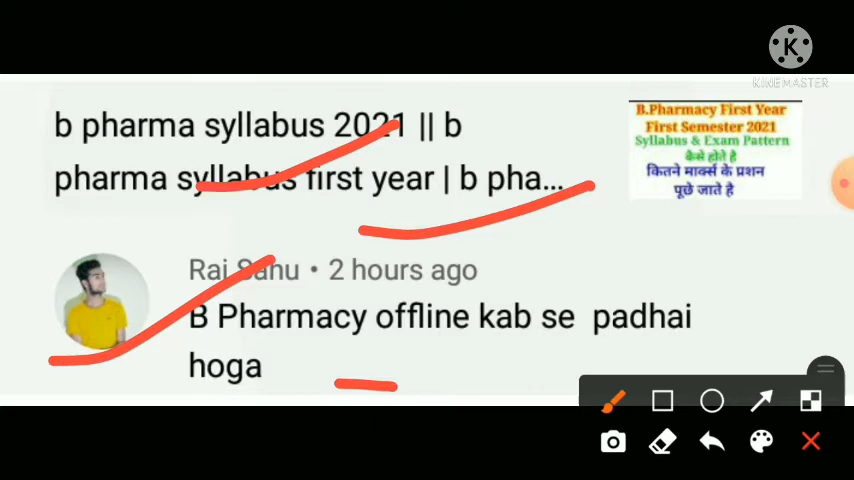 K
KINEMASTER
b pharma syllabus 2021 || b
pharma syllabus first year | b pha...
B.Pharmacy First Year
First Semester 2021
Syllabus & Exam Pattern
कैसे होते है
कितने मार्क्स के प्रशन
पूछे जाते है
Raj Sahu • 2 hours ago
B Pharmacy offline kab se padhai
hoga